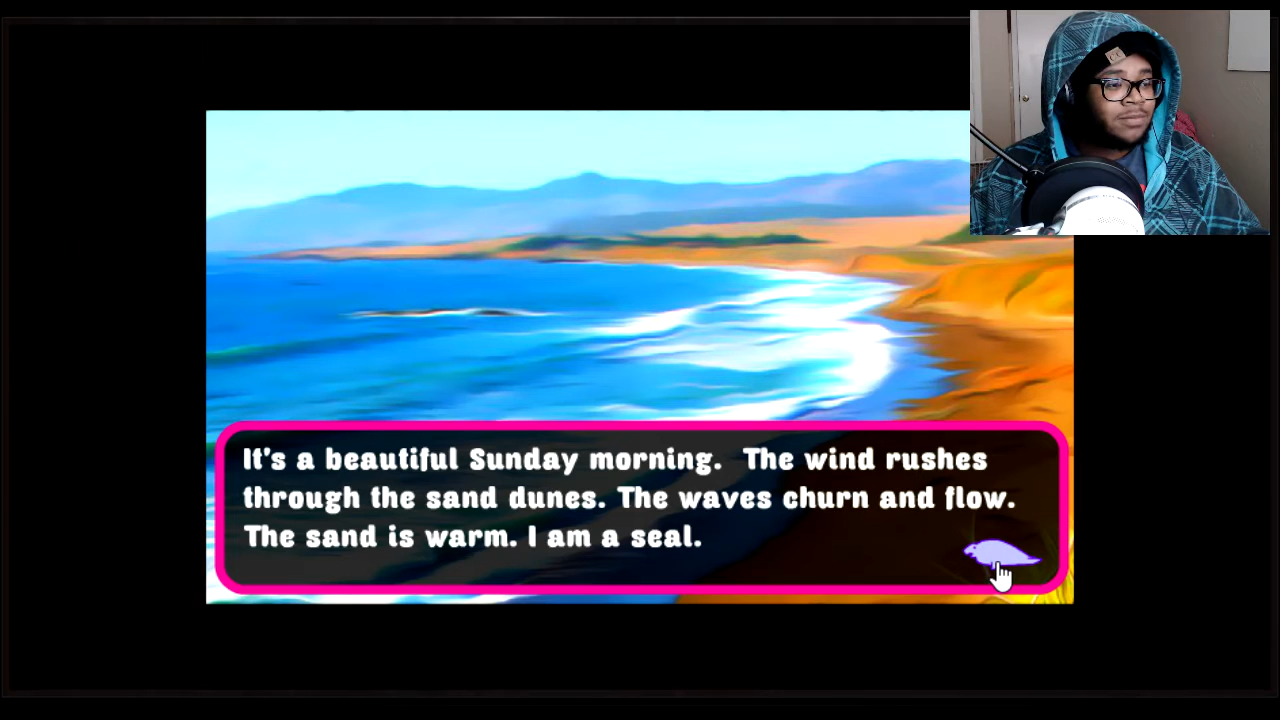 It's a beautiful Sunday morning.  The wind rushes
through the sand dunes. The waves churn and flow.
The sand is warm. I am a seal.